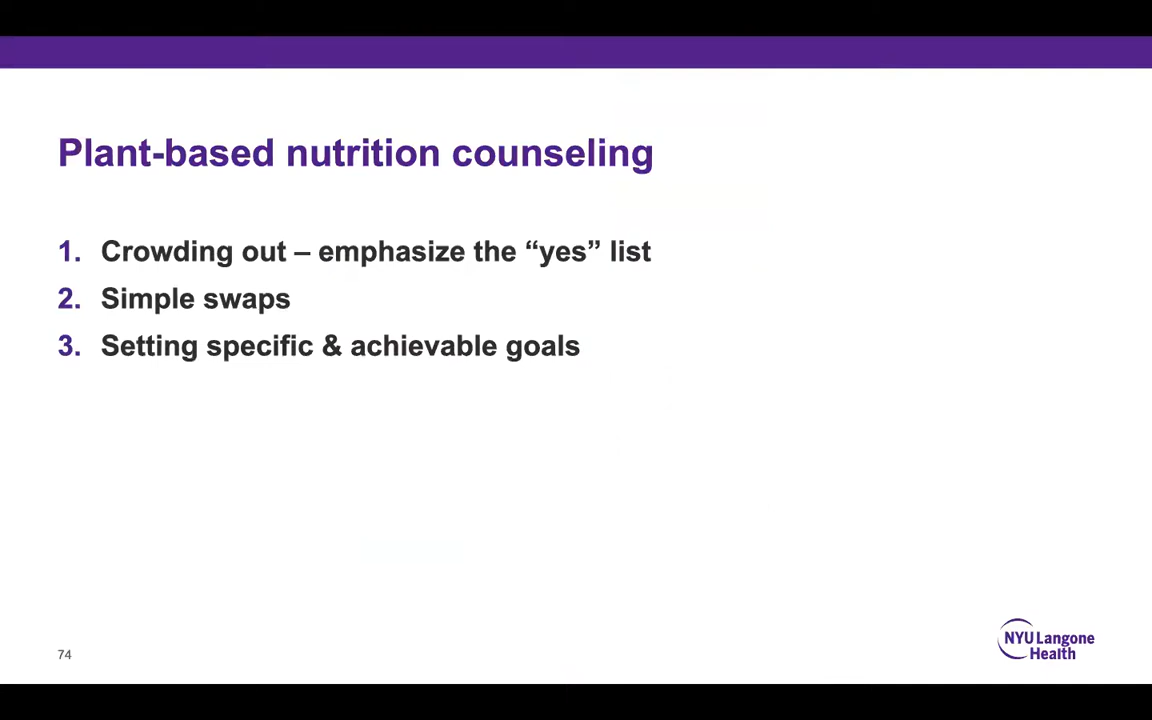 Plant-based nutrition counseling
1. Crowding out – emphasize the “yes” list
2. Simple swaps
3. Setting specific & achievable goals
74
NYU Langone
Health